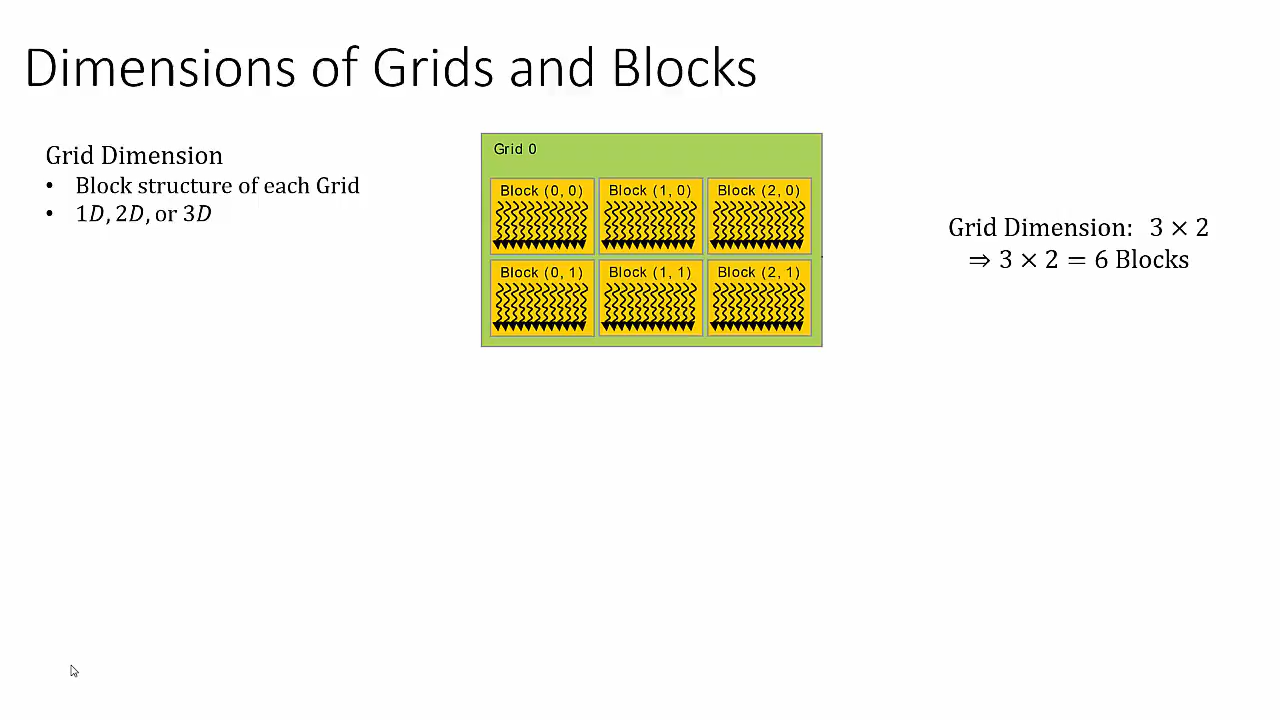 Dimensions of Grids and Blocks
Grid Dimension
• Block structure of each Grid
• 1D, 2D, or 3D
Grid 0
Block (0, 0) Block (1, 0) Block (2, 0)
Block (0, 1) Block (1, 1) Block (2, 1)
Grid Dimension: 3 × 2
⇒ 3 × 2 = 6 Blocks